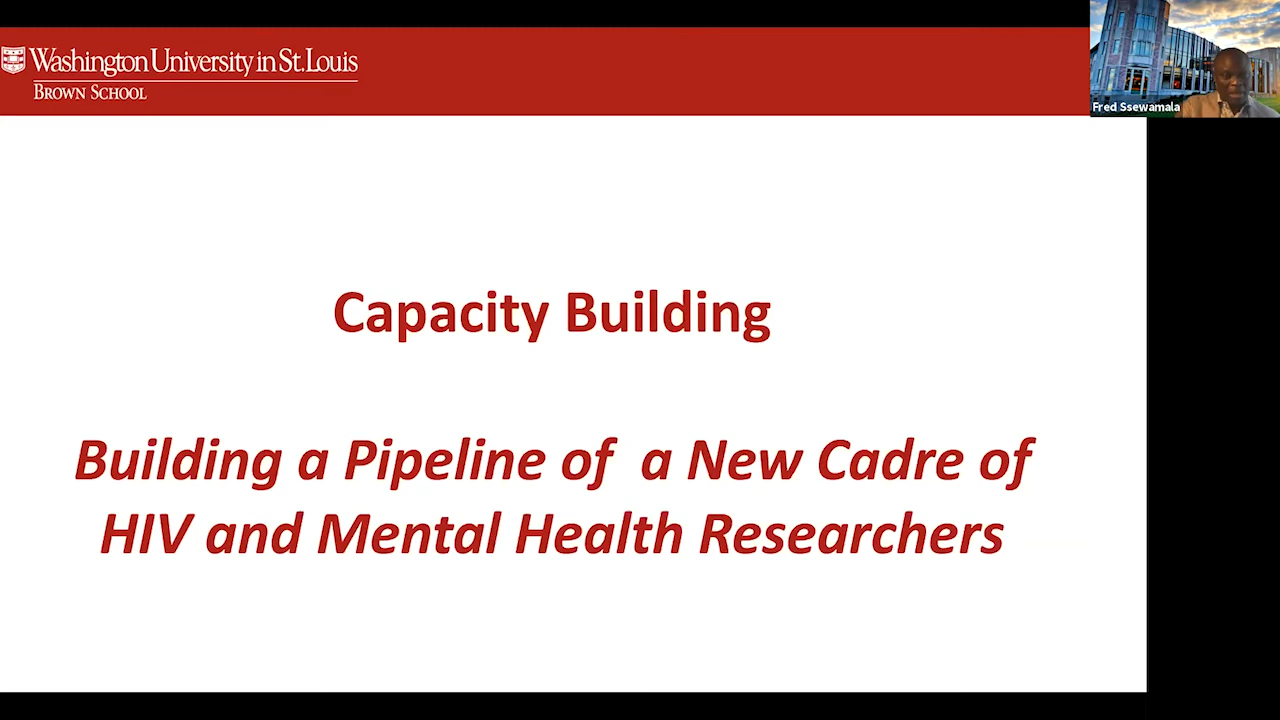 Washington University in St. Louis
BROWN SCHOOL
Fred Ssewamala
Capacity Building
Building a Pipeline of a New Cadre of
HIV and Mental Health Researchers